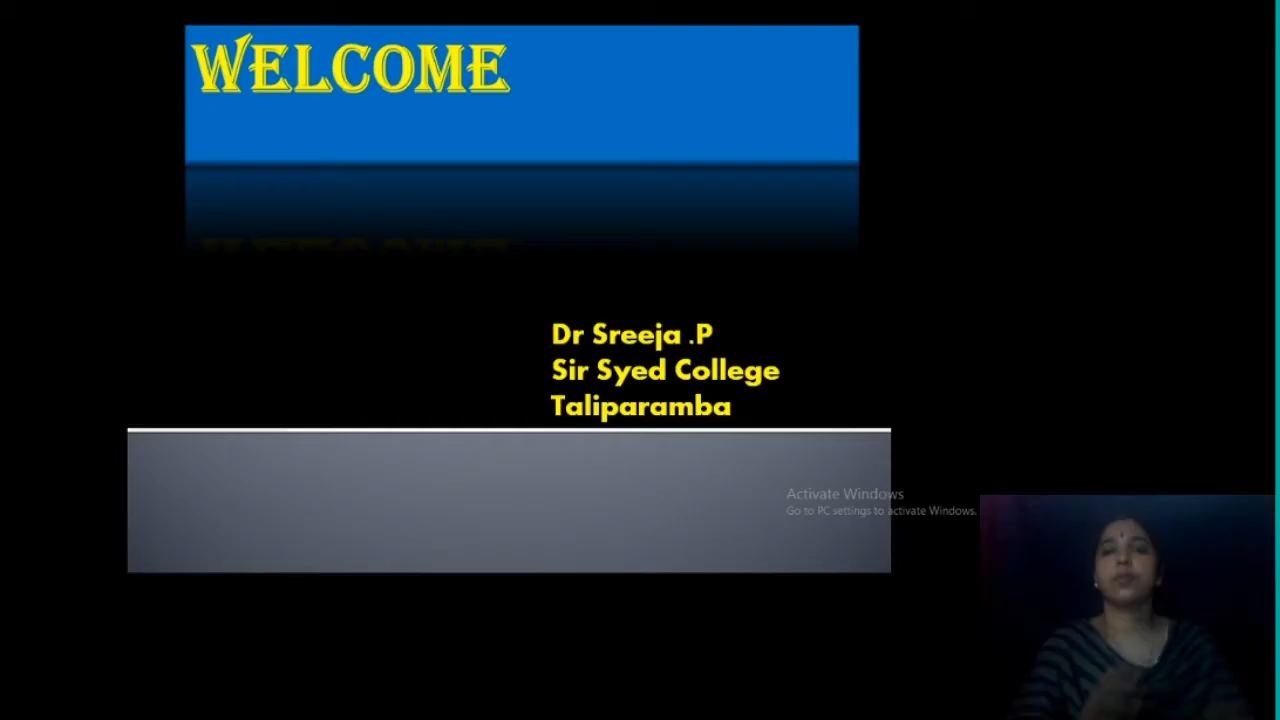 WELCOME
Dr Sreeja .P
Sir Syed College
Taliparamba
Activate Windows
Go to PC settings to activate Windows.